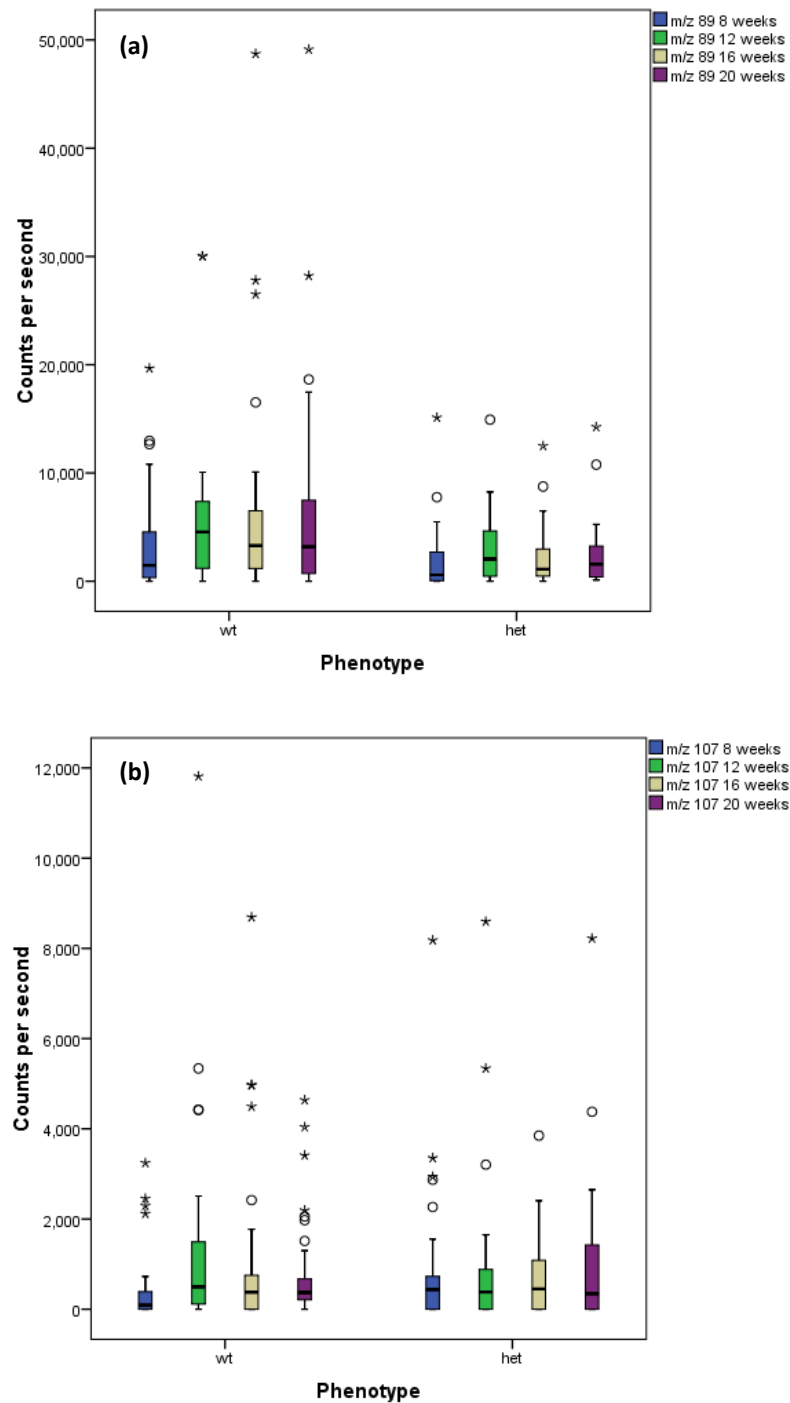 (a)
m/z 89 8 weeks
m/z 89 12 weeks
m/z 89 16 weeks
m/z 89 20 weeks
50,000
40,000
30,000
20,000
10,000
0
Counts per second
wt
het
Phenotype
(b)
m/z 107 8 weeks
m/z 107 12 weeks
m/z 107 16 weeks
m/z 107 20 weeks
12,000
10,000
8,000
6,000
4,000
2,000
0
Counts per second
wt
het
Phenotype